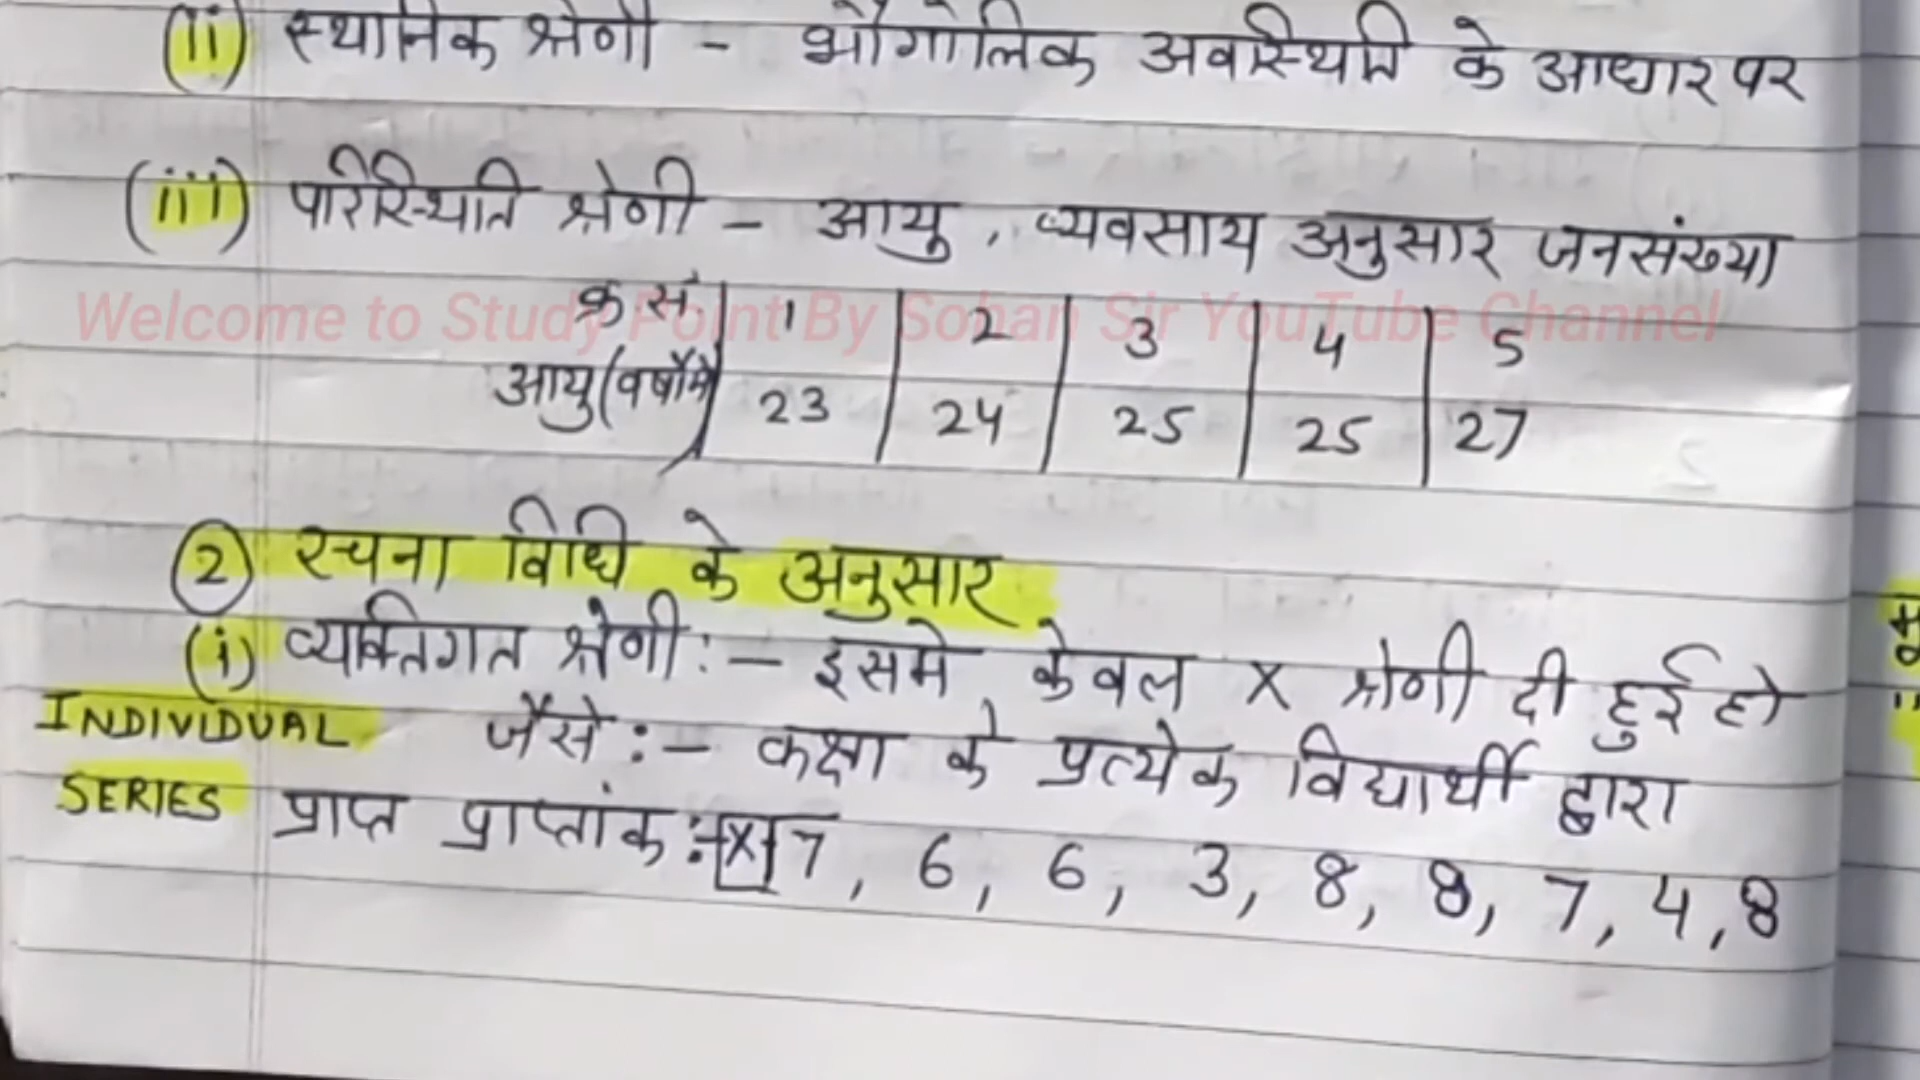 (ii) स्थानिक श्रेणी - भौगोलिक अवस्थिति के आधार पर
(iii) परिस्थिति श्रेणी - आयु, व्यवसाय अनुसार जनसंख्या
Welcome to Study Point By Sohan Sir YouTube Channel
क्र सं. 1 2 3 4 5
आयु(वर्षोंमें) 23 24 25 25 27
(2) रचना विधि के अनुसार
(i) व्यक्तिगत श्रेणी:- इसमे केवल X श्रेणी दी हुई हो
INDIVIDUAL जैसे:- कक्षा के प्रत्येक विद्यार्थी द्वारा
SERIES प्राप्त प्राप्तांक:- X 7, 6, 6, 3, 8, 8, 7, 4, 8